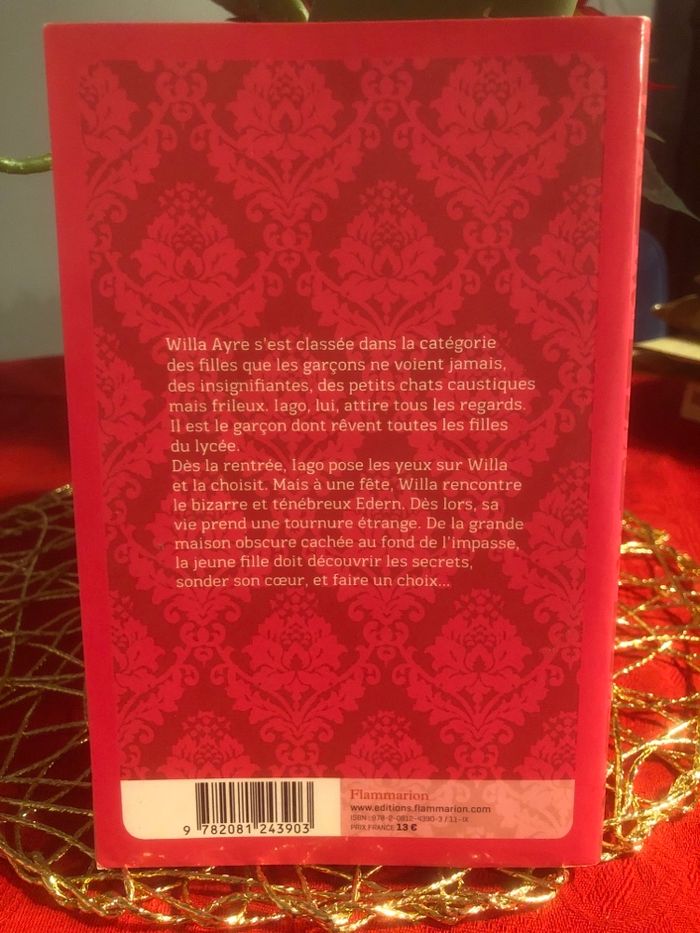 Willa Ayre s'est classée dans la catégorie
des filles que les garçons ne voient jamais,
des insignifiantes, des petits chats caustiques
mais frileux. Iago, lui, attire tous les regards.
Il est le garçon dont rêvent toutes les filles
du lycée.
Dès la rentrée, Iago pose les yeux sur Willa
et la choisit. Mais à une fête, Willa rencontre
le bizarre et ténébreux Edern. Dès lors, sa
vie prend une tournure étrange. De la grande
maison obscure cachée au fond de l'impasse,
la jeune fille doit découvrir les secrets,
sonder son cœur, et faire un choix...
Flammarion
www.editions.flammarion.com
ISBN : 978-2-0812-4390-3 / 11-IX
PRIX FRANCE 13 €
9 782081 243903